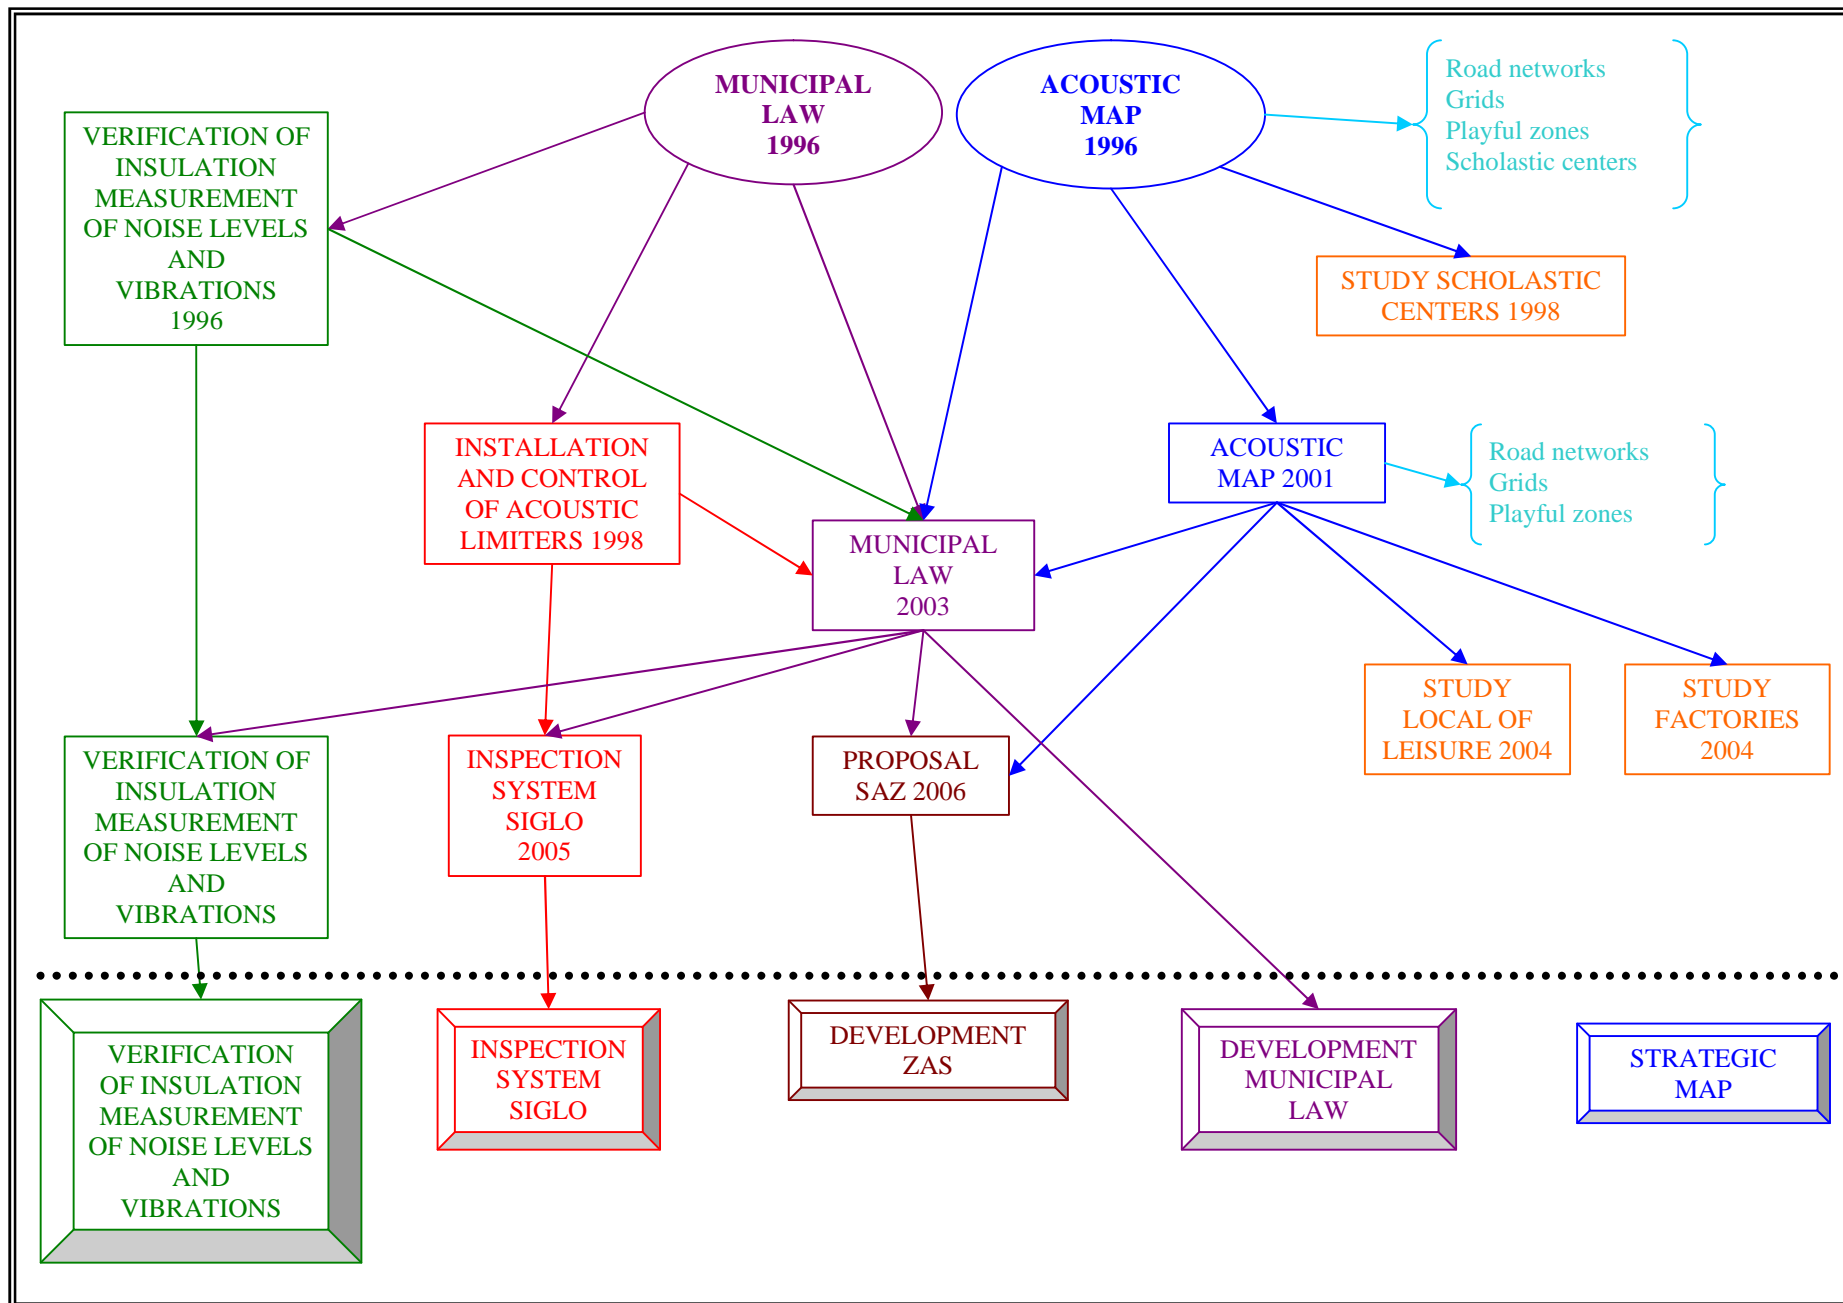 MUNICIPAL
LAW
1996
ACOUSTIC
MAP
1996
Road networks
Grids
Playful zones
Scholastic centers
VERIFICATION OF
INSULATION
MEASUREMENT
OF NOISE LEVELS
AND
VIBRATIONS
1996
STUDY SCHOLASTIC
CENTERS 1998
INSTALLATION
AND CONTROL
OF ACOUSTIC
LIMITERS 1998
ACOUSTIC
MAP 2001
Road networks
Grids
Playful zones
MUNICIPAL
LAW
2003
STUDY
LOCAL OF
LEISURE 2004
STUDY
FACTORIES
2004
VERIFICATION OF
INSULATION
MEASUREMENT
OF NOISE LEVELS
AND
VIBRATIONS
INSPECTION
SYSTEM
SIGLO
2005
PROPOSAL
SAZ 2006
VERIFICATION
OF INSULATION
MEASUREMENT
OF NOISE LEVELS
AND
VIBRATIONS
INSPECTION
SYSTEM
SIGLO
DEVELOPMENT
ZAS
DEVELOPMENT
MUNICIPAL
LAW
STRATEGIC
MAP